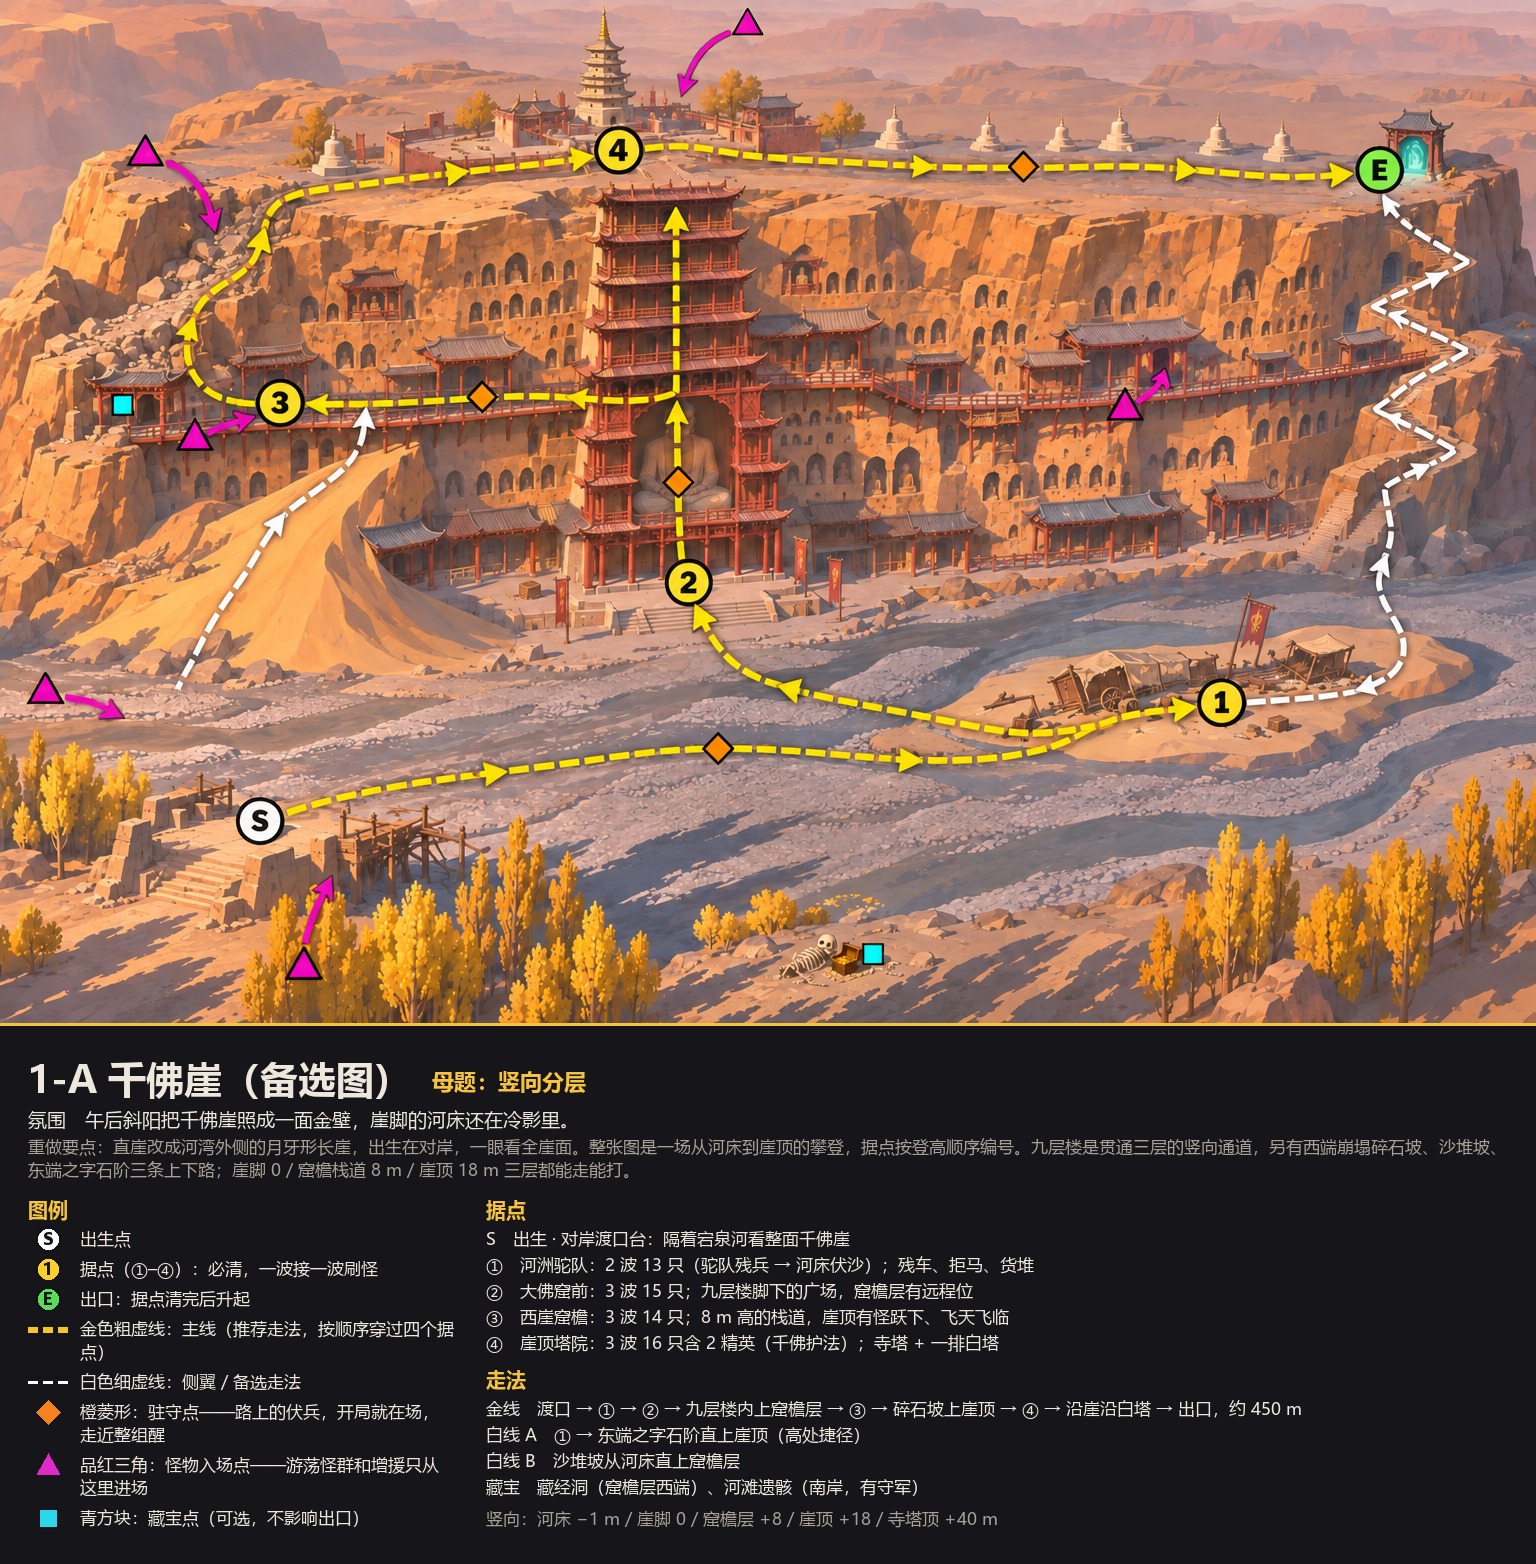 4
E
3
2
1
S
1-A 千佛崖（备选图） 母题：竖向分层
氛围 午后斜阳把千佛崖照成一面金壁，崖脚的河床还在冷影里。
重做要点：直崖改成河湾外侧的月牙形长崖，出生在对岸，一眼看全崖面。整张图是一场从河床到崖顶的攀登，据点按登高顺序编号。九层楼是贯通三层的竖向通道，另有西端崩塌碎石坡、沙堆坡、
东端之字石阶三条上下路；崖脚 0 / 窟檐栈道 8 m / 崖顶 18 m 三层都能走能打。
图例
S 出生点
1 据点（①–④）：必清，一波接一波刷怪
E 出口：据点清完后升起
金色粗虚线：主线（推荐走法，按顺序穿过四个据
点）
白色细虚线：侧翼 / 备选走法
橙菱形：驻守点——路上的伏兵，开局就在场，
走近整组醒
品红三角：怪物入场点——游荡怪群和增援只从
这里进场
青方块：藏宝点（可选，不影响出口）
据点
S 出生 · 对岸渡口台：隔着宕泉河看整面千佛崖
① 河洲驼队：2 波 13 只（驼队残兵 → 河床伏沙）；残车、拒马、货堆
② 大佛窟前：3 波 15 只；九层楼脚下的广场，窟檐层有远程位
③ 西崖窟檐：3 波 14 只；8 m 高的栈道，崖顶有怪跃下、飞天飞临
④ 崖顶塔院：3 波 16 只含 2 精英（千佛护法）；寺塔 + 一排白塔
走法
金线 渡口 → ① → ② → 九层楼内上窟檐层 → ③ → 碎石坡上崖顶 → ④ → 沿崖沿白塔 → 出口，约 450 m
白线 A ① → 东端之字石阶直上崖顶（高处捷径）
白线 B 沙堆坡从河床直上窟檐层
藏宝 藏经洞（窟檐层西端）、河滩遗骸（南岸，有守军）
竖向：河床 −1 m / 崖脚 0 / 窟檐层 +8 / 崖顶 +18 / 寺塔顶 +40 m